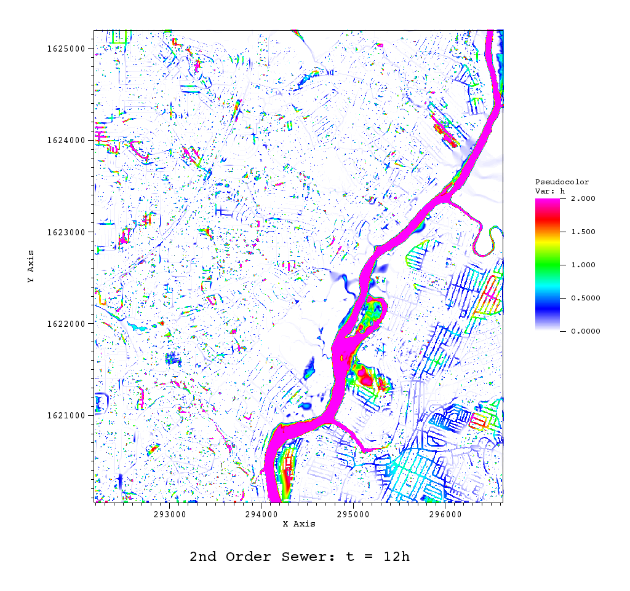 1625000
1624000
1623000
1622000
1621000
Y Axis
293000 294000 295000 296000
X Axis
Pseudocolor
Var: h
2.000
1.500
1.000
0.5000
0.0000
2nd Order Sewer: t = 12h